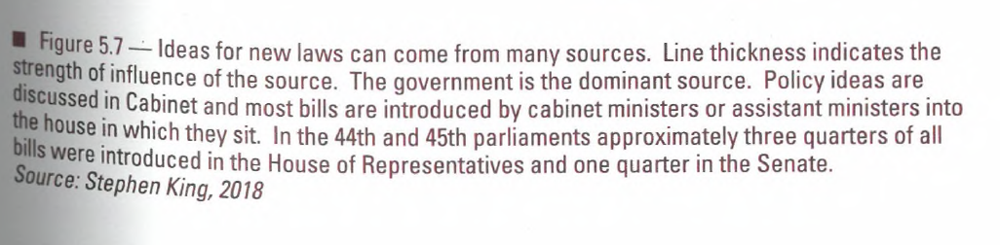 ■ Figure 5.7 — Ideas for new laws can come from many sources. Line thickness indicates the
strength of influence of the source. The government is the dominant source. Policy ideas are
discussed in Cabinet and most bills are introduced by cabinet ministers or assistant ministers into
the house in which they sit. In the 44th and 45th parliaments approximately three quarters of all
bills were introduced in the House of Representatives and one quarter in the Senate.
Source: Stephen King, 2018